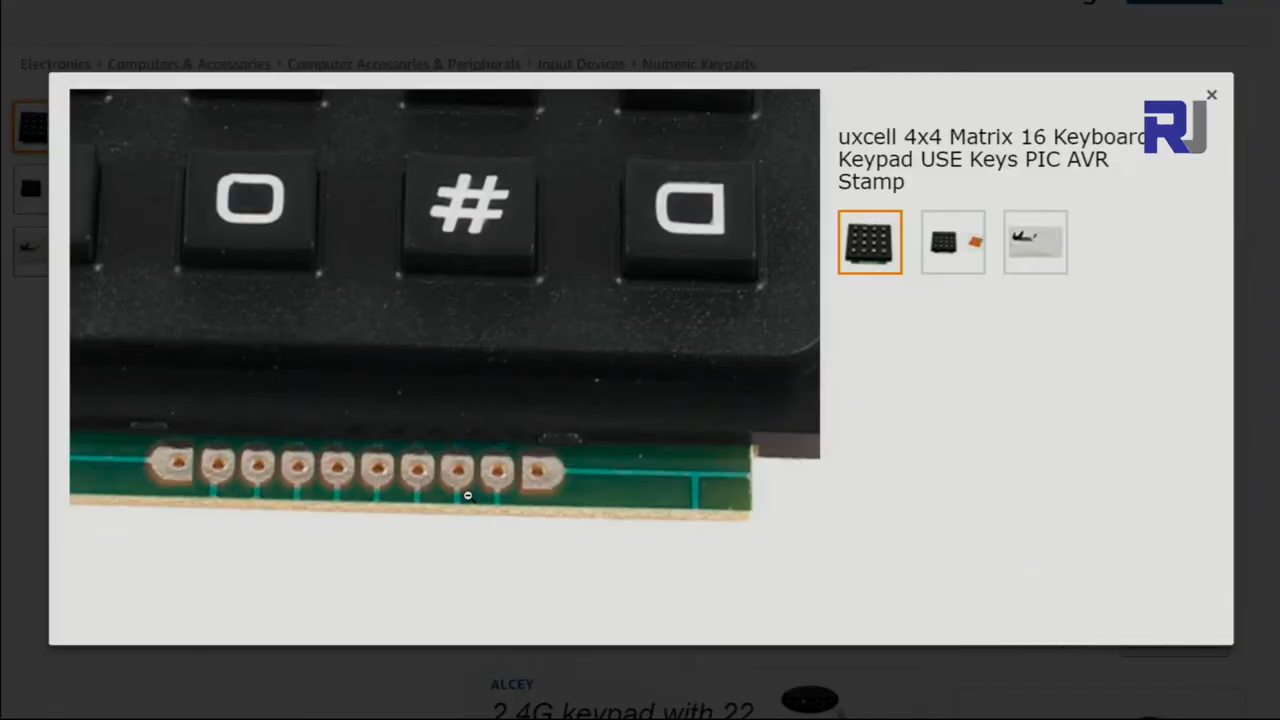 Electronics › Computers & Accessories › Computer Accessories & Peripherals › Input Devices › Numeric Keypads
×
RJ
uxcell 4x4 Matrix 16 Keyboard
Keypad USE Keys PIC AVR
Stamp
0 # D
ALCEY
2.4G keypad with 22